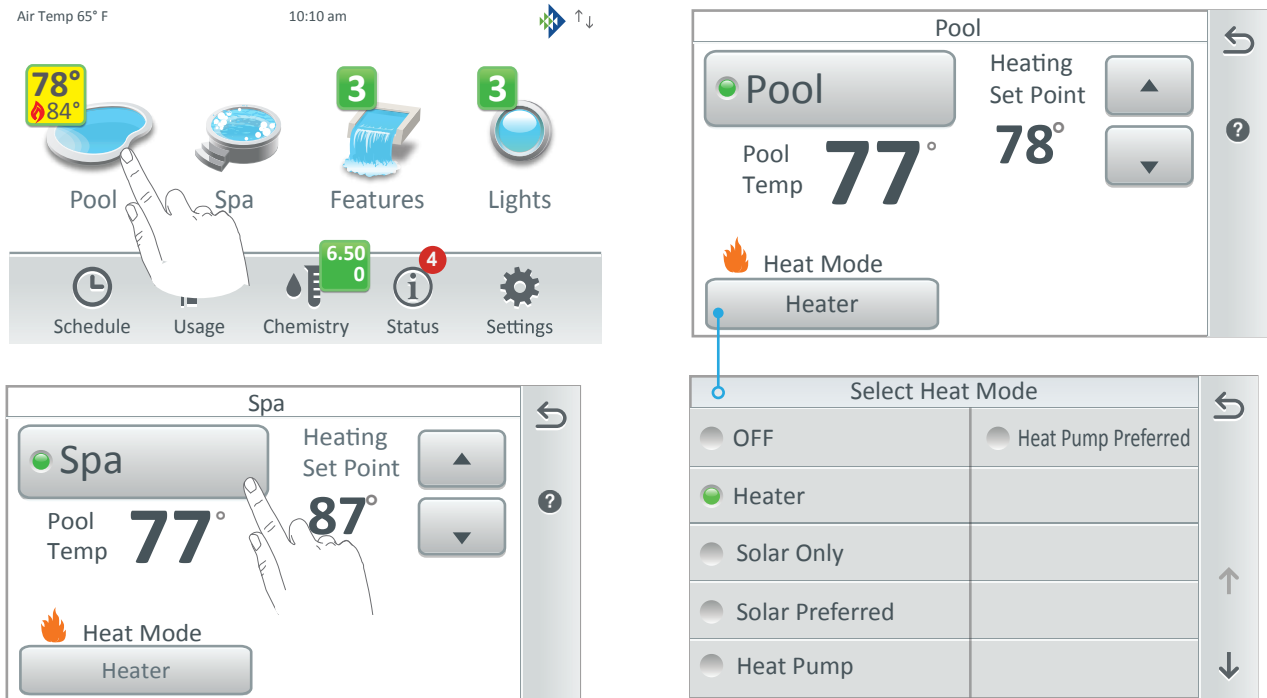 Air Temp 65° F
10:10 am
78°
84°
3
3
Pool
Spa
Features
Lights
6.50
0
4
Schedule
Usage
Chemistry
Status
Settings
Pool
Pool
Heating
Set Point
78°
Pool
Temp
77°
?
Heat Mode
Heater
Spa
Spa
Heating
Set Point
87°
Pool
Temp
77°
?
Heat Mode
Heater
Select Heat Mode
OFF
Heat Pump Preferred
Heater
Solar Only
Solar Preferred
Heat Pump